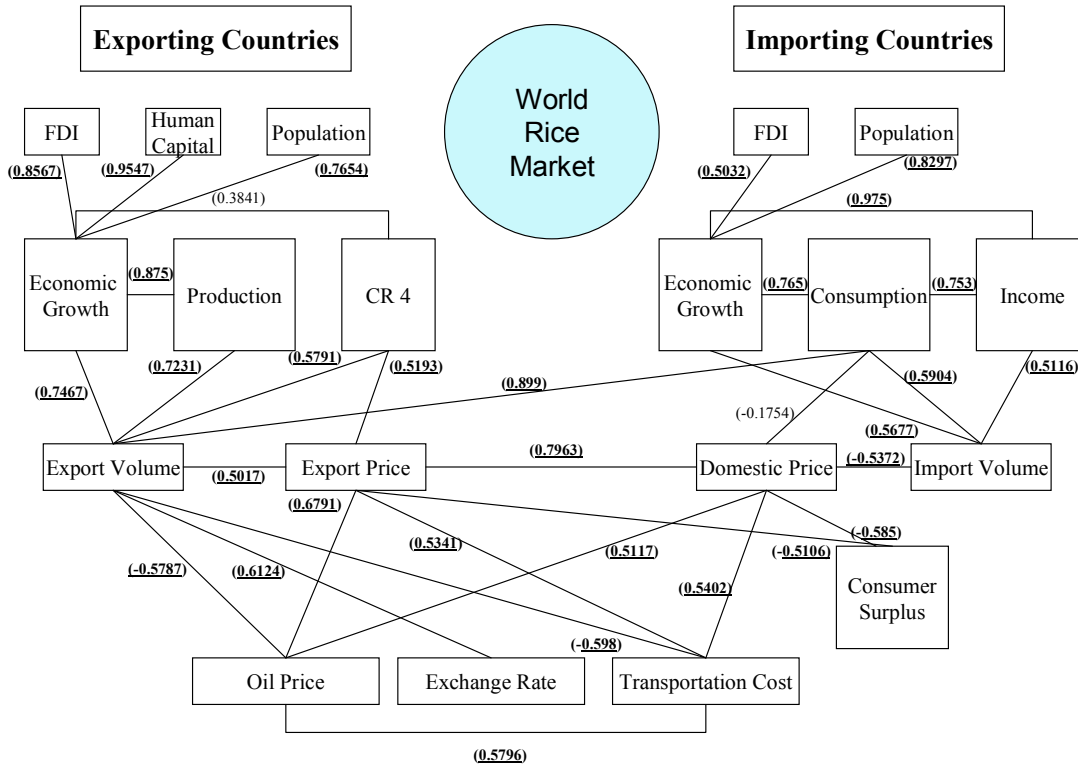 Exporting Countries
Importing Countries
World
Rice
Market
FDI
Human
Capital
Population
FDI
Population
(0.8567)
(0.9547)
(0.7654)
(0.5032)
(0.8297)
(0.3841)
(0.975)
Economic
Growth
(0.875)
Production
CR 4
Economic
Growth
(0.765)
Consumption
(0.753)
Income
(0.7467)
(0.7231)
(0.5791)
(0.5193)
(0.899)
(-0.1754)
(0.5904)
(0.5116)
(0.5677)
Export Volume
(0.5017)
Export Price
(0.7963)
Domestic Price
(-0.5372)
Import Volume
(0.6791)
(-0.5787)
(0.6124)
(0.5341)
(0.5117)
(-0.5106)
(-0.585)
(0.5402)
Consumer
Surplus
(-0.598)
Oil Price
Exchange Rate
Transportation Cost
(0.5796)